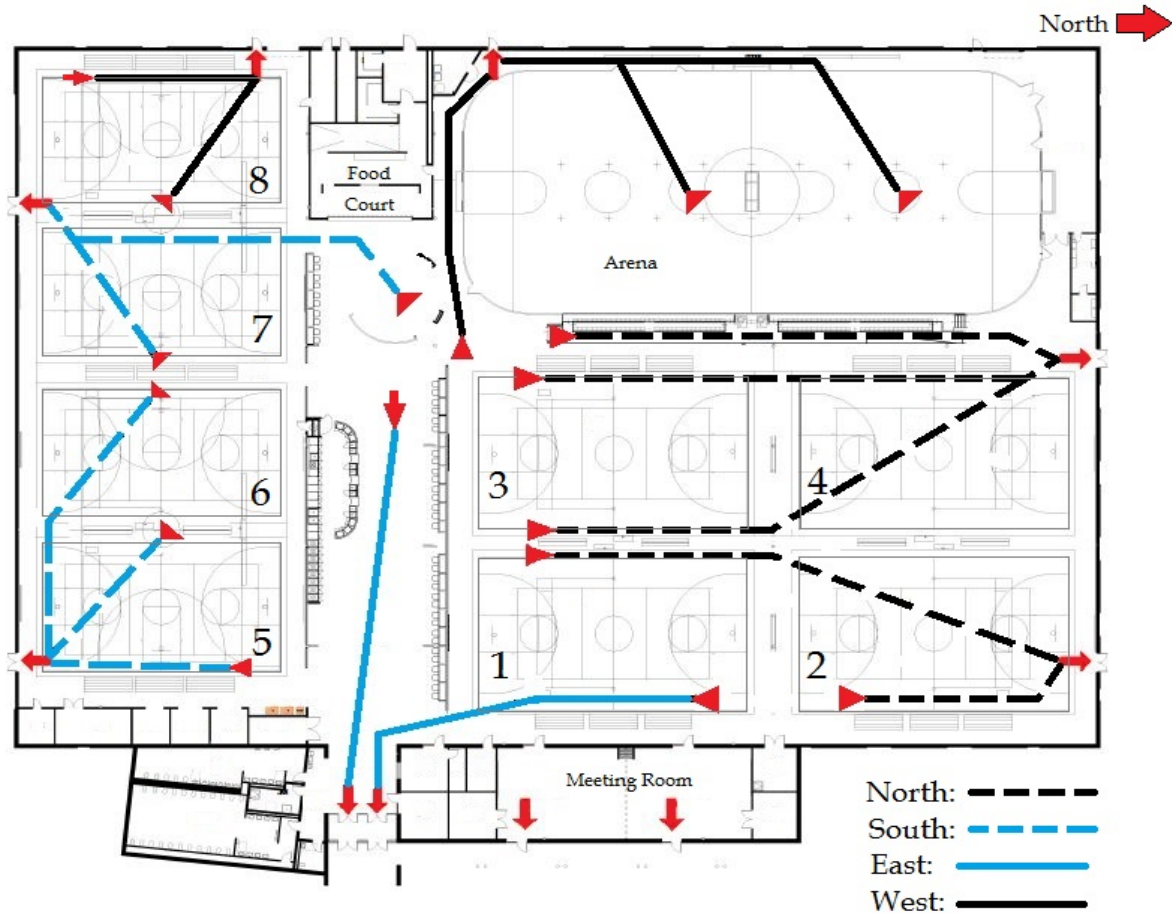 North
8
Food
Court
Arena
7
6
3
4
5
1
2
Meeting Room
North:
South:
East:
West: